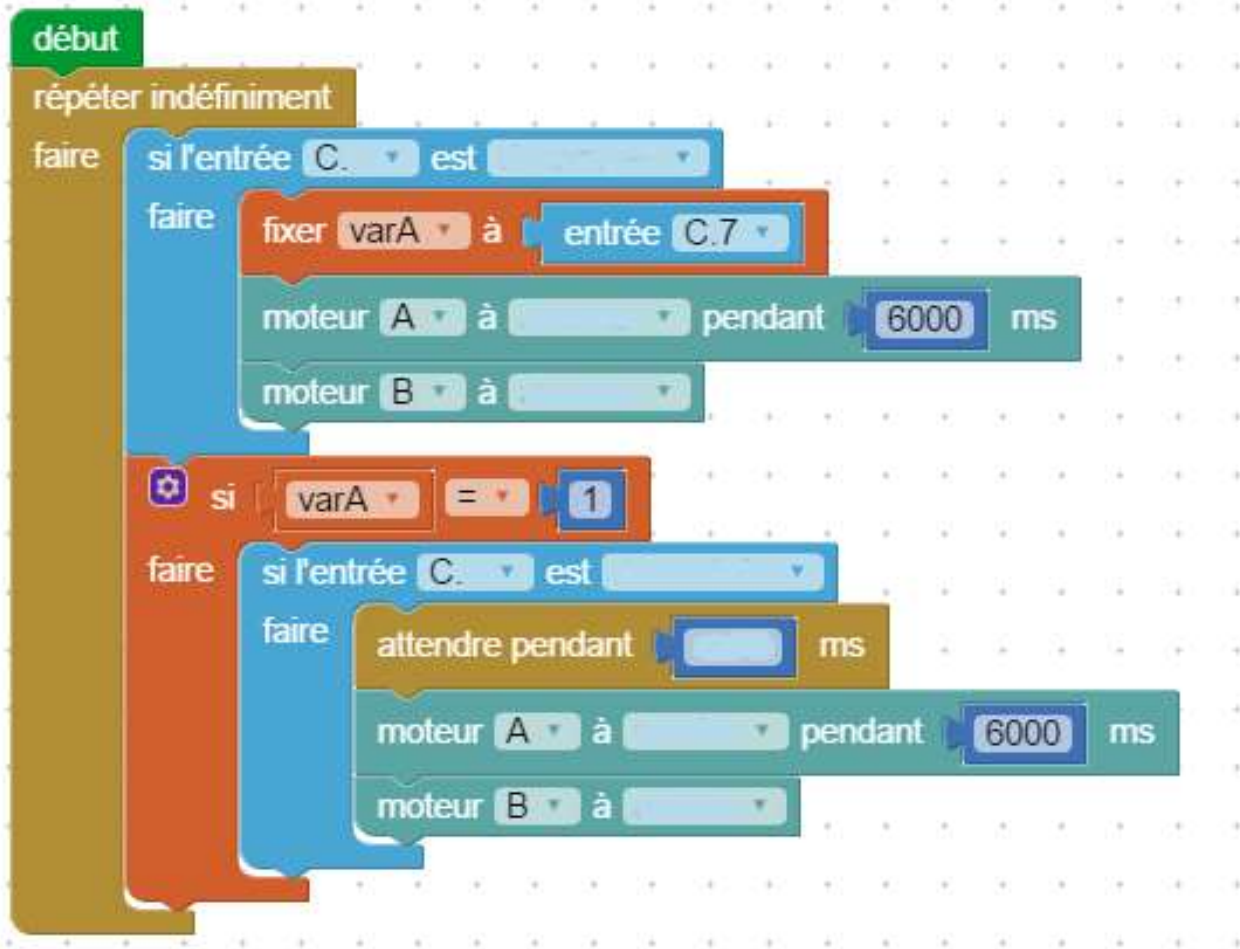 début
répéter indéfiniment
faire si l'entrée C. est
faire fixer varA à entrée C.7
moteur A à pendant 6000 ms
moteur B à
si varA = 1
faire si l'entrée C. est
faire attendre pendant ms
moteur A à pendant 6000 ms
moteur B à